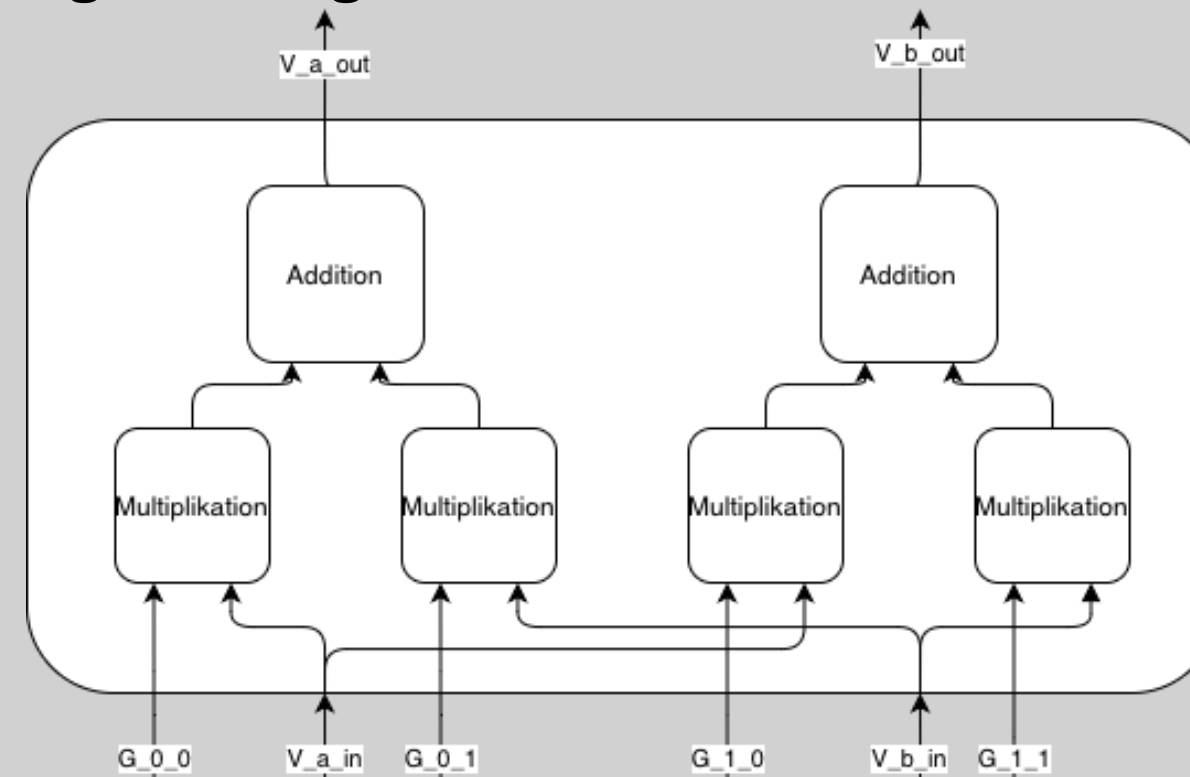 V_a_out
V_b_out
Addition
Addition
Multiplikation
Multiplikation
Multiplikation
Multiplikation
G_0_0
V_a_in
G_0_1
G_1_0
V_b_in
G_1_1